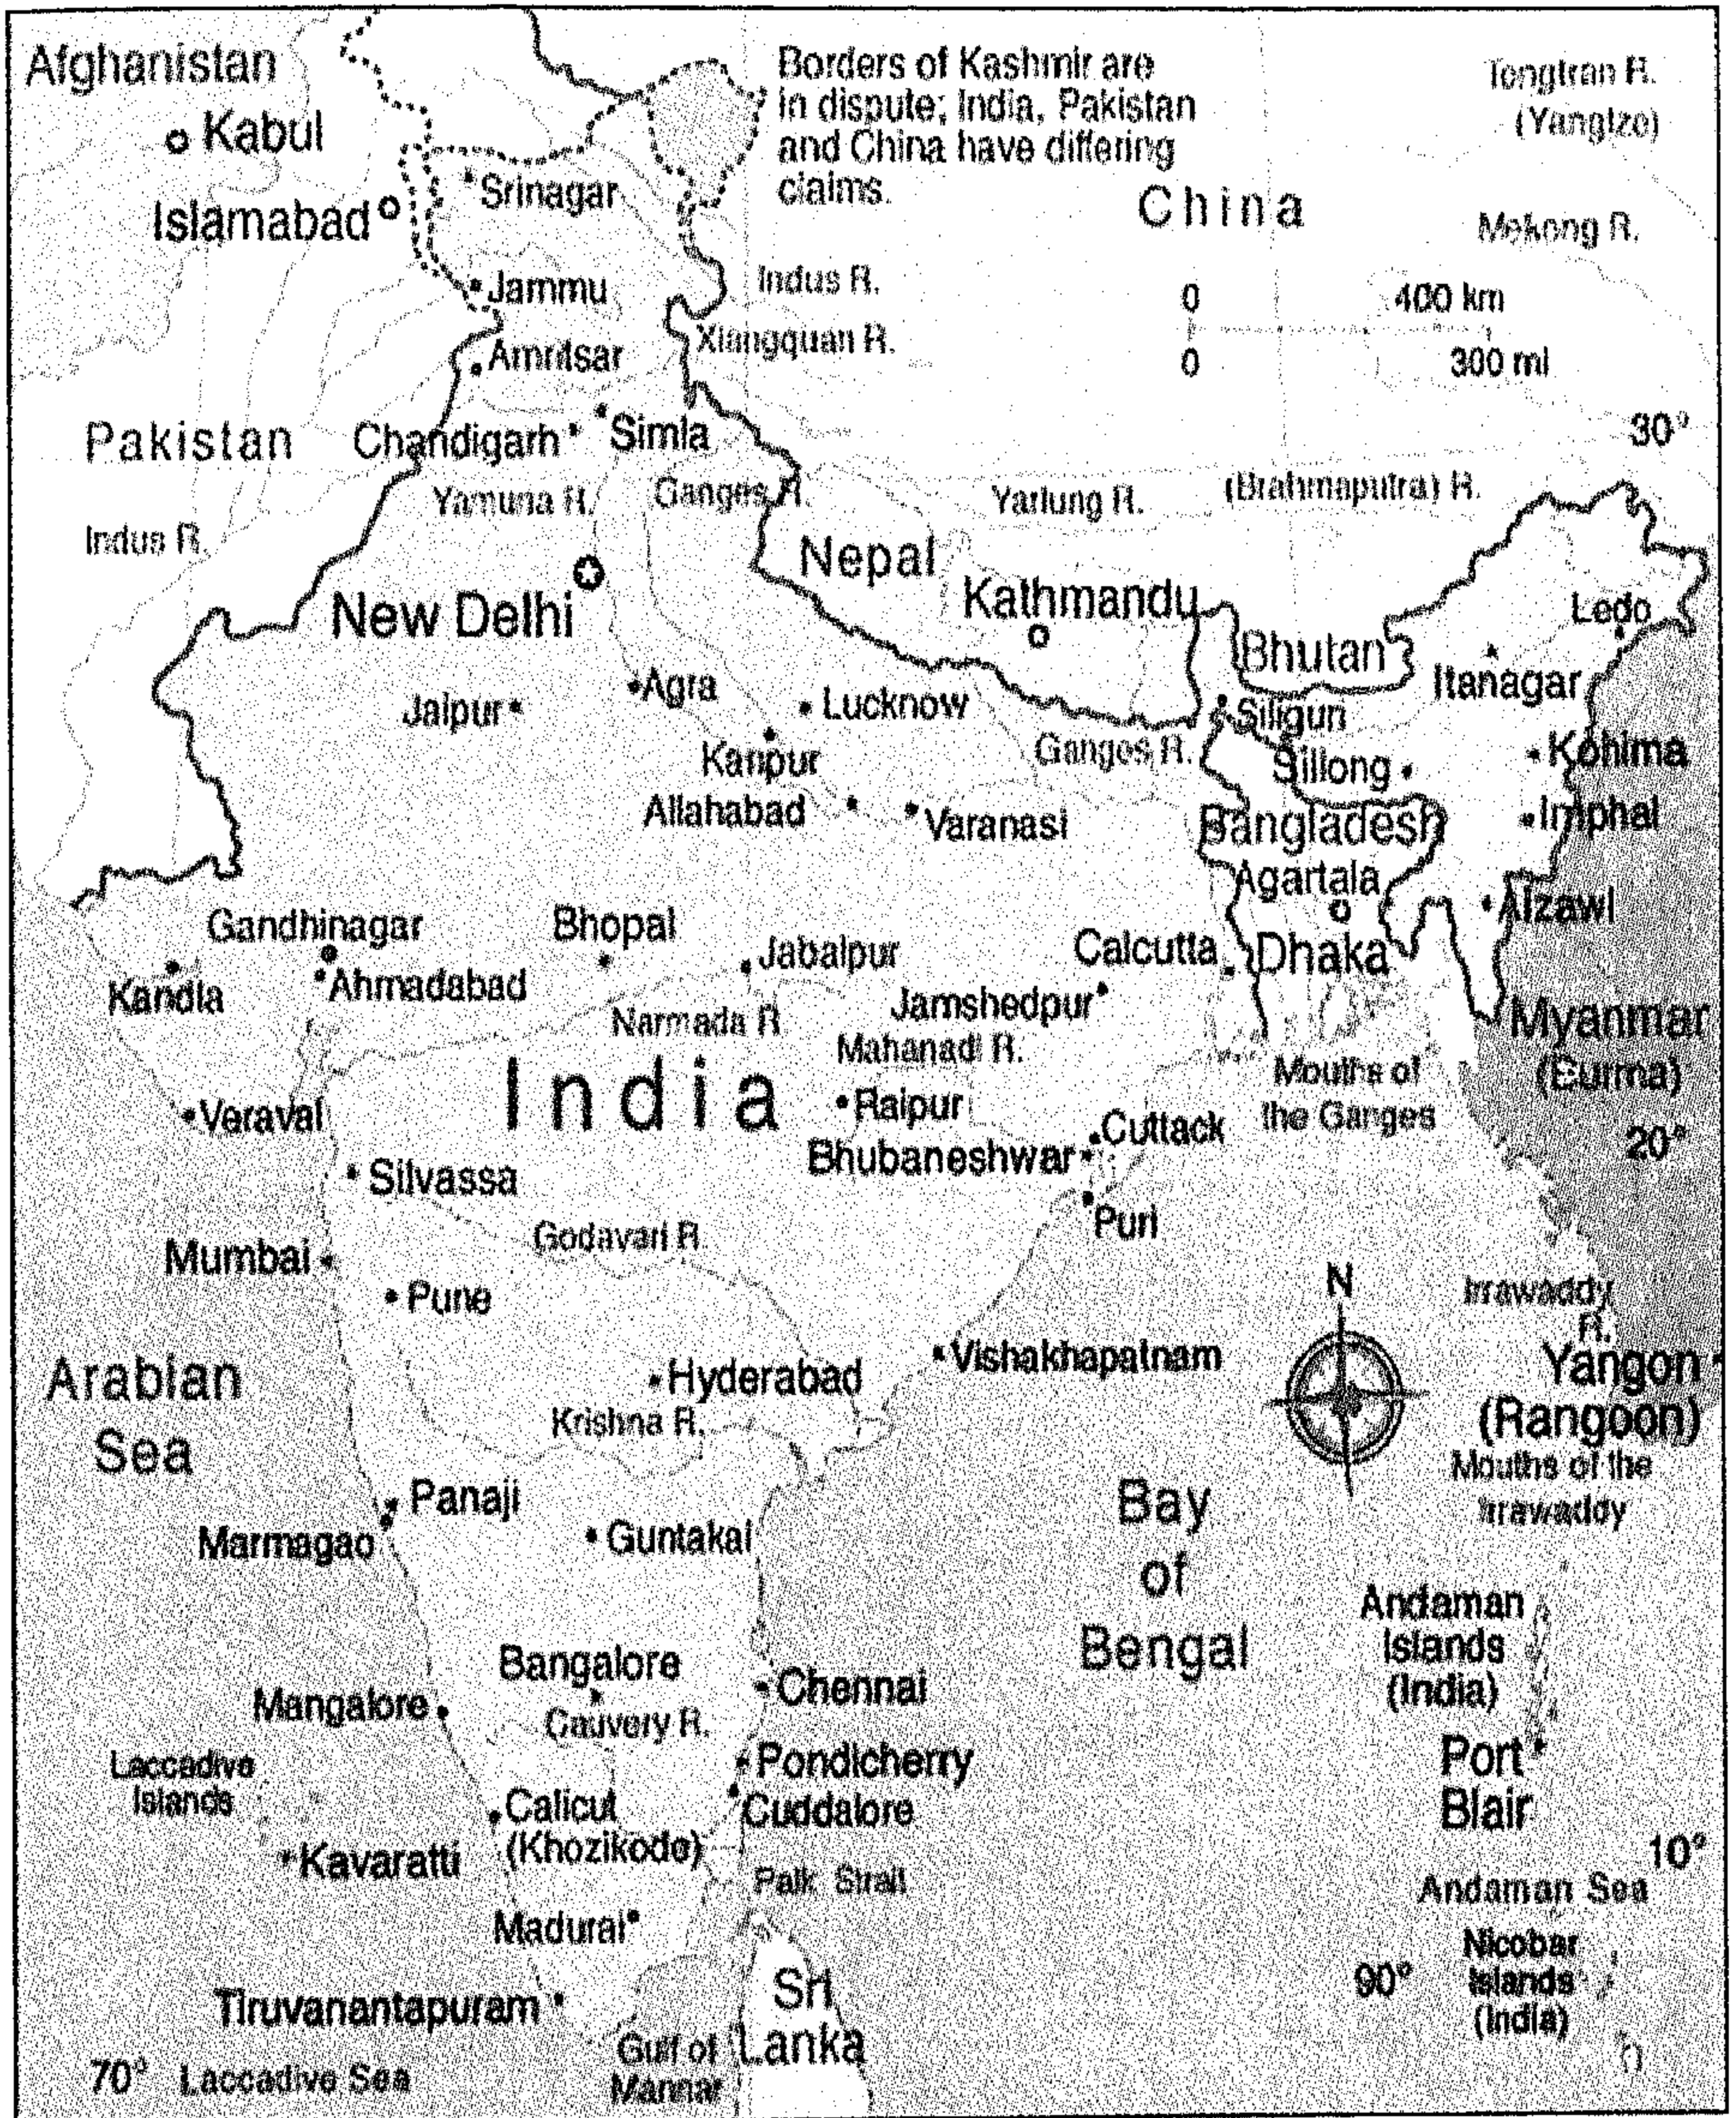 Afghanistan
Kabul
Islamabad
Borders of Kashmir are
in dispute; India, Pakistan
and China have differing
claims.
Tongtran R.
(Yangtze)
Srinagar
China
Mekong R.
Jammu
Indus R.
0 400 km
Amritsar
Xiangquan R.
0 300 mi
Pakistan
Chandigarh
Simla
30°
Yamuna R.
Ganges R.
Yarlung R.
(Brahmaputra) R.
Indus R.
Nepal
New Delhi
Kathmandu
Ledo
Bhutan
Itanagar
Agra
Jaipur
Lucknow
Siliguri
Kanpur
Ganges R.
Sillong
Kohima
Allahabad
Varanasi
Bangladesh
Imphal
Agartala
Aizawl
Gandhinagar
Bhopal
Jabalpur
Calcutta
Dhaka
Kandla
Ahmadabad
Jamshedpur
Narmada R.
Mahanadi R.
Myanmar
(Burma)
India
Mouths of
the Ganges
Veraval
Raipur
Cuttack
20°
Bhubaneshwar
Silvassa
Puri
Godavari R.
Mumbai
Pune
N
Irrawaddy
R.
Arabian
Sea
Hyderabad
Vishakhapatnam
Yangon
(Rangoon)
Krishna R.
Mouths of the
Irrawaddy
Panaji
Marmagao
Guntakal
Bay
of
Bengal
Andaman
Islands
(India)
Bangalore
Chennai
Mangalore
Cauvery R.
Pondicherry
Port
Blair
Laccadive
Islands
Calicut
(Khozikode)
Cuddalore
Kavaratti
10°
Palk Strait
Andaman Sea
Madurai
Nicobar
Islands
(India)
90°
Tiruvanantapuram
Sri
Lanka
Gulf of
Mannar
70°
Laccadive Sea